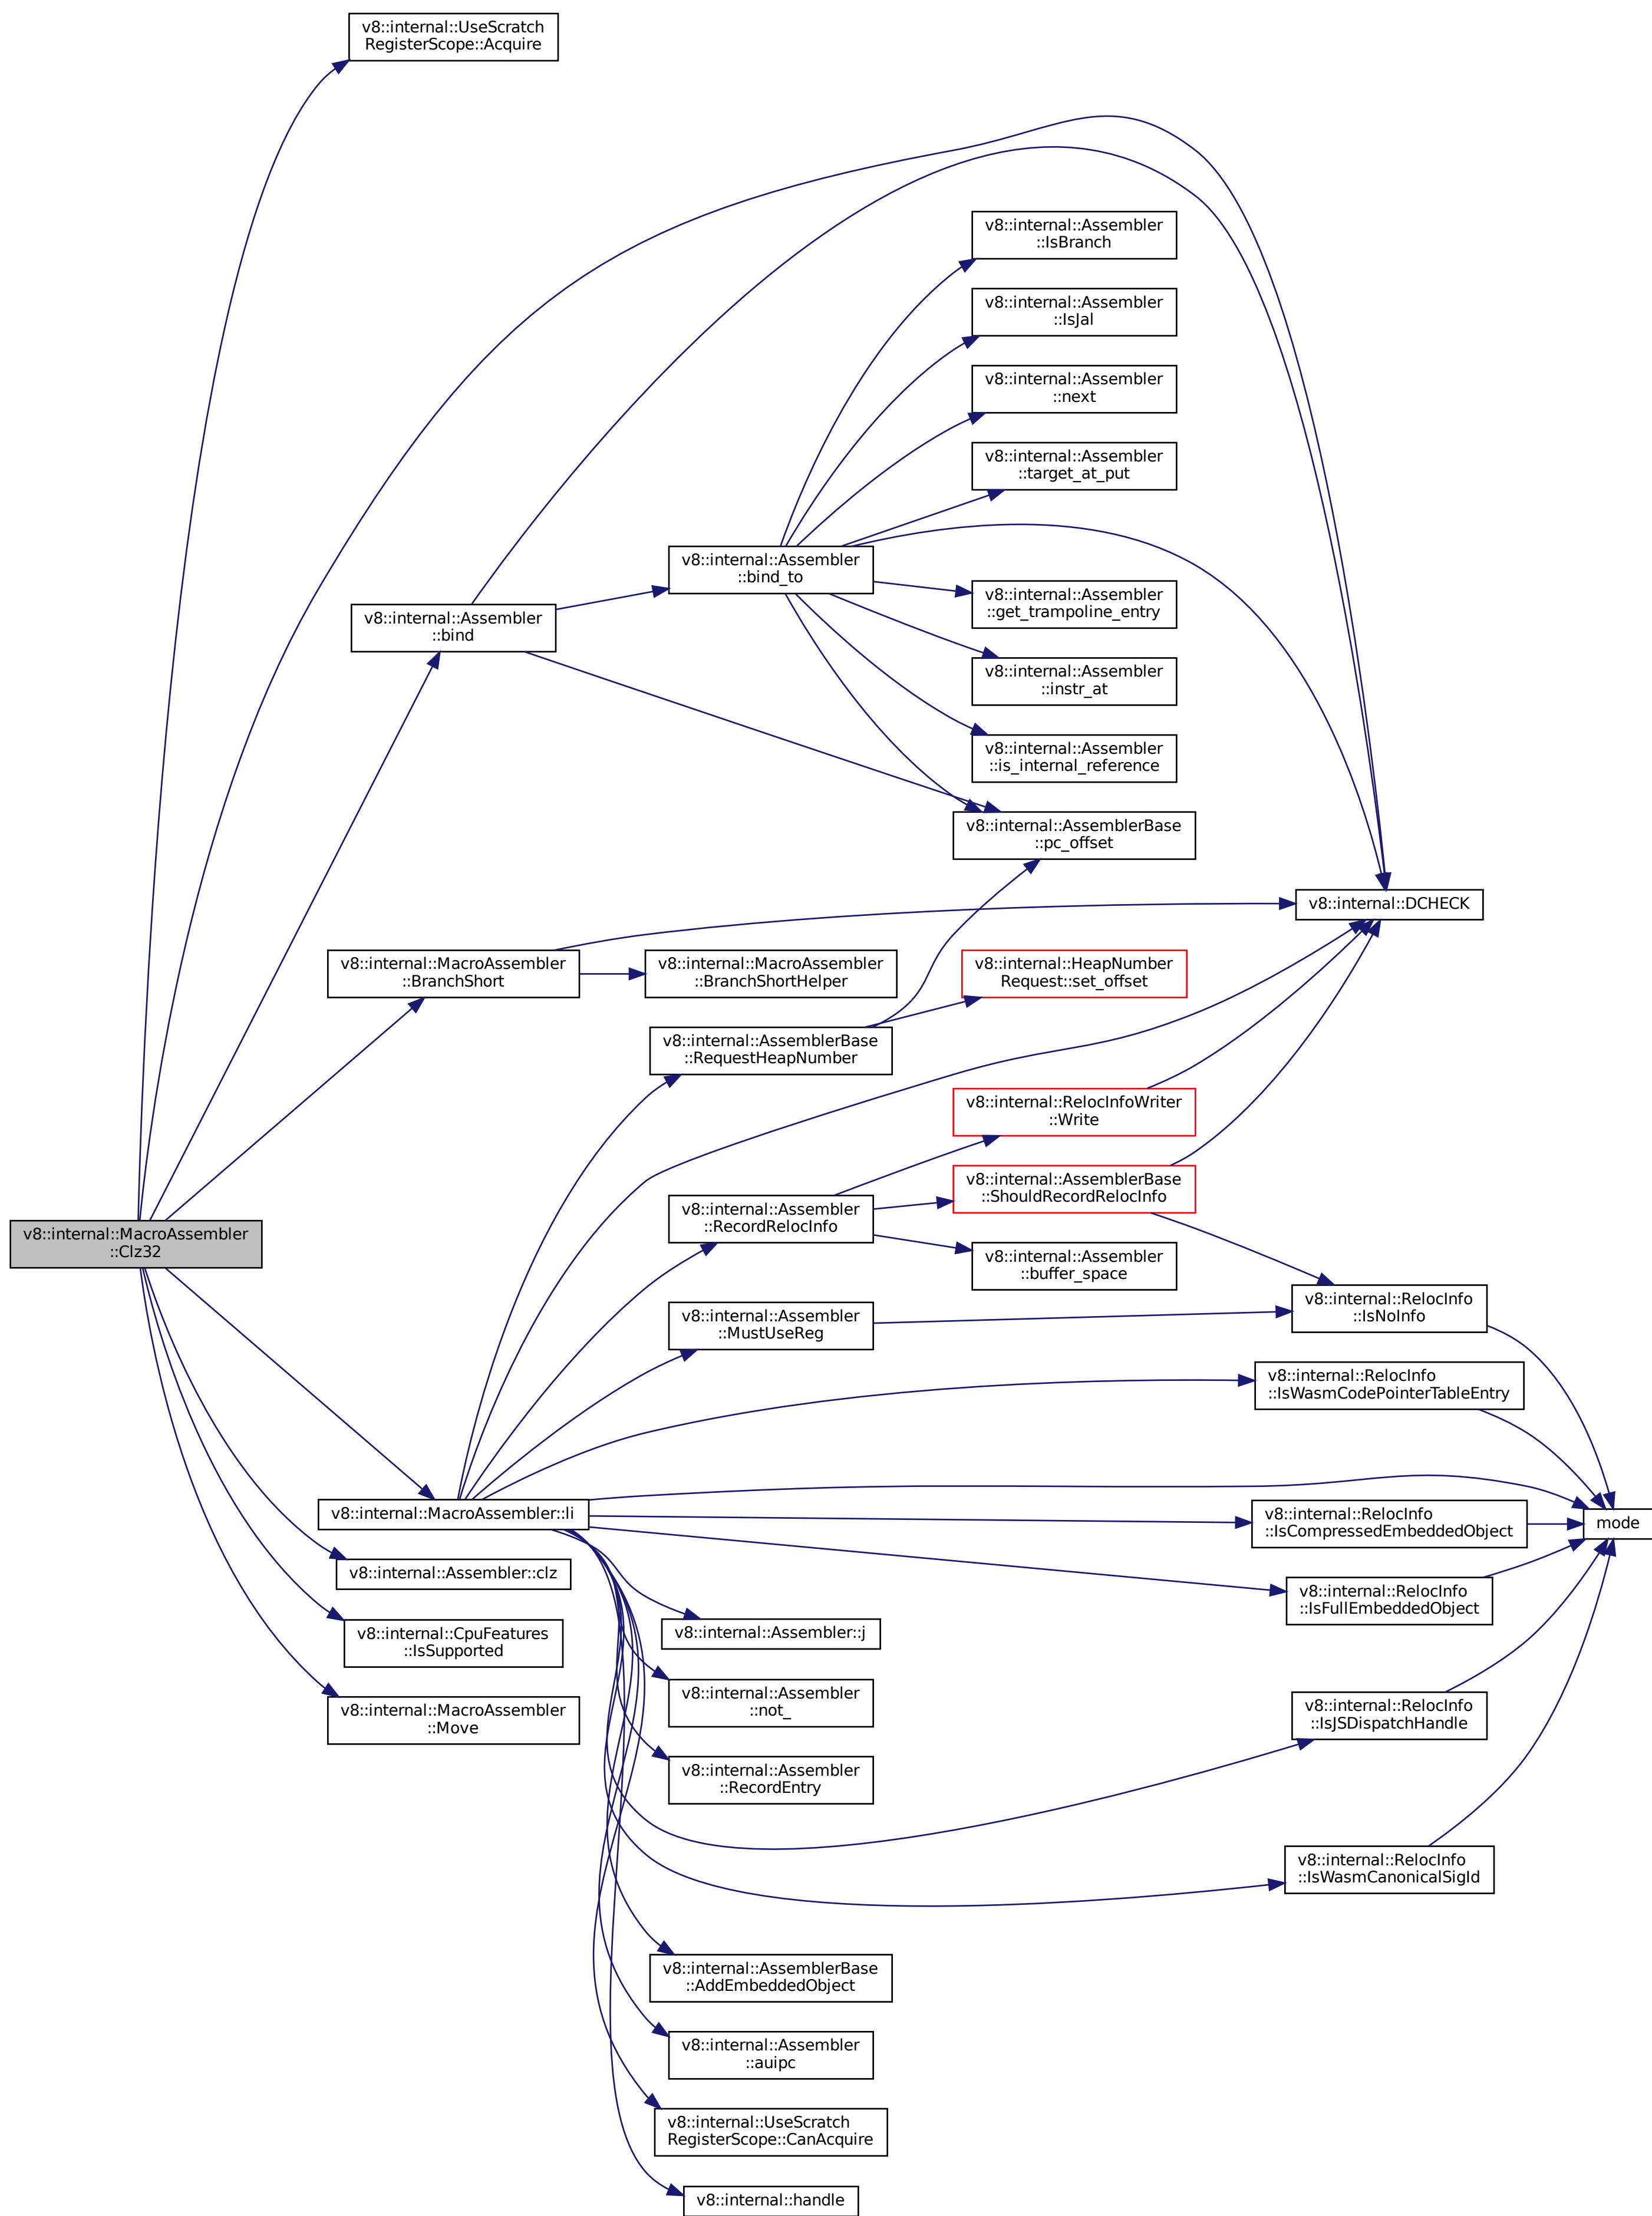 v8::internal::UseScratch
RegisterScope::Acquire
v8::internal::Assembler
::IsBranch
v8::internal::Assembler
::IsJal
v8::internal::Assembler
::next
v8::internal::Assembler
::target_at_put
v8::internal::Assembler
::bind_to
v8::internal::Assembler
::get_trampoline_entry
v8::internal::Assembler
::bind
v8::internal::Assembler
::instr_at
v8::internal::Assembler
::is_internal_reference
v8::internal::AssemblerBase
::pc_offset
v8::internal::DCHECK
v8::internal::MacroAssembler
::BranchShort
v8::internal::MacroAssembler
::BranchShortHelper
v8::internal::HeapNumber
Request::set_offset
v8::internal::AssemblerBase
::RequestHeapNumber
v8::internal::RelocInfoWriter
::Write
v8::internal::AssemblerBase
::ShouldRecordRelocInfo
v8::internal::Assembler
::RecordRelocInfo
v8::internal::MacroAssembler
::Clz32
v8::internal::Assembler
::buffer_space
v8::internal::RelocInfo
::IsNoInfo
v8::internal::Assembler
::MustUseReg
v8::internal::RelocInfo
::IsWasmCodePointerTableEntry
v8::internal::MacroAssembler::li
v8::internal::RelocInfo
::IsCompressedEmbeddedObject
mode
v8::internal::Assembler::clz
v8::internal::RelocInfo
::IsFullEmbeddedObject
v8::internal::CpuFeatures
::IsSupported
v8::internal::Assembler::j
v8::internal::MacroAssembler
::Move
v8::internal::Assembler
::not_
v8::internal::RelocInfo
::IsJSDispatchHandle
v8::internal::Assembler
::RecordEntry
v8::internal::RelocInfo
::IsWasmCanonicalSigId
v8::internal::AssemblerBase
::AddEmbeddedObject
v8::internal::Assembler
::auipc
v8::internal::UseScratch
RegisterScope::CanAcquire
v8::internal::handle